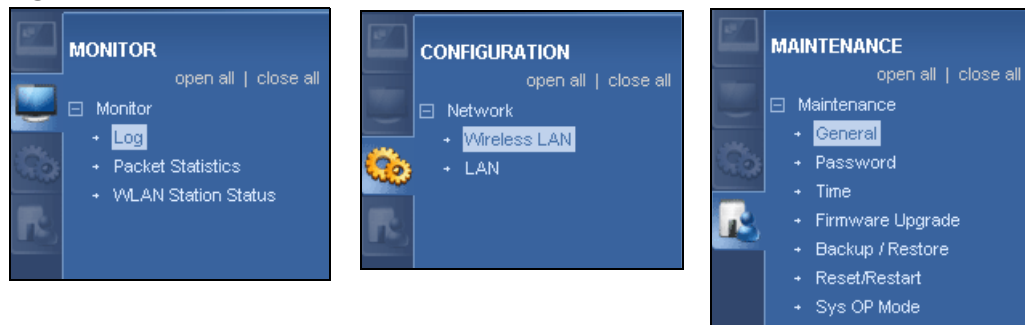 MONITOR
open all | close all
Monitor
Log
Packet Statistics
WLAN Station Status
CONFIGURATION
open all | close all
Network
Wireless LAN
LAN
MAINTENANCE
open all | close all
Maintenance
General
Password
Time
Firmware Upgrade
Backup / Restore
Reset/Restart
Sys OP Mode